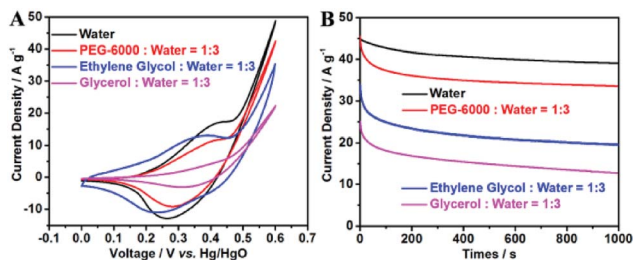 A
Water
PEG-6000 : Water = 1:3
Ethylene Glycol : Water = 1:3
Glycerol : Water = 1:3
Current Density / A g-1
50
40
30
20
10
0
-10
-0.1 0.0 0.1 0.2 0.3 0.4 0.5 0.6 0.7
Voltage / V vs. Hg/HgO
B
Water
PEG-6000 : Water = 1:3
Ethylene Glycol : Water = 1:3
Glycerol : Water = 1:3
Current Density / A g-1
50
40
30
20
10
0
0 200 400 600 800 1000
Times / s